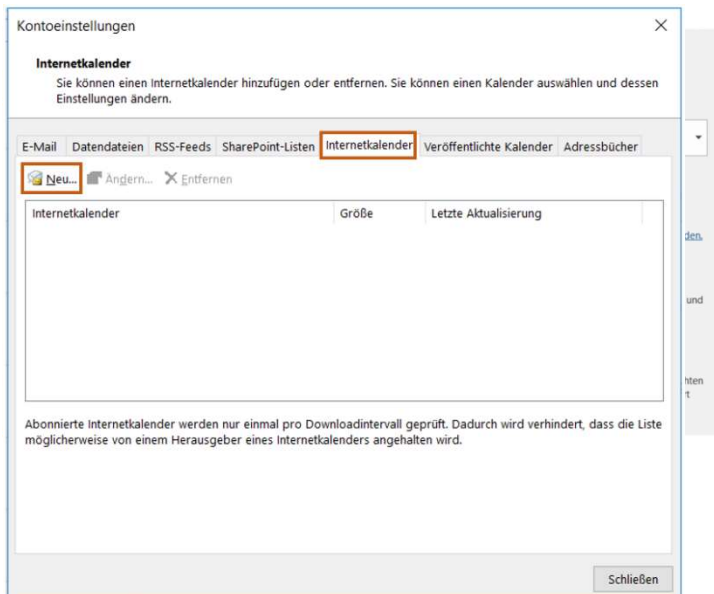 Kontoeinstellungen
Internetkalender
Sie können einen Internetkalender hinzufügen oder entfernen. Sie können einen Kalender auswählen und dessen
Einstellungen ändern.
E-Mail Datendateien RSS-Feeds SharePoint-Listen Internetkalender Veröffentlichte Kalender Adressbücher
Neu... Ändern... Entfernen
Internetkalender Größe Letzte Aktualisierung
den.
und
hten
Abonnierte Internetkalender werden nur einmal pro Downloadintervall geprüft. Dadurch wird verhindert, dass die Liste
möglicherweise von einem Herausgeber eines Internetkalenders angehalten wird.
Schließen